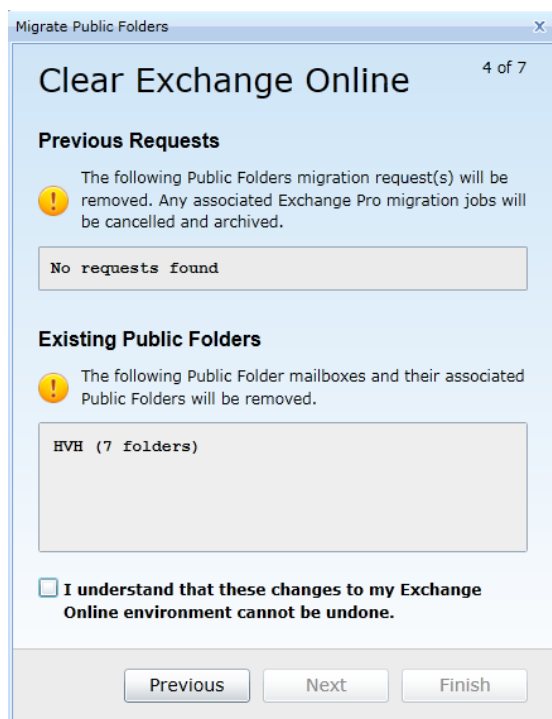 Migrate Public Folders
x
Clear Exchange Online
4 of 7
Previous Requests
The following Public Folders migration request(s) will be
removed. Any associated Exchange Pro migration jobs will
be cancelled and archived.
No requests found
Existing Public Folders
The following Public Folder mailboxes and their associated
Public Folders will be removed.
HVH (7 folders)
I understand that these changes to my Exchange
Online environment cannot be undone.
Previous
Next
Finish